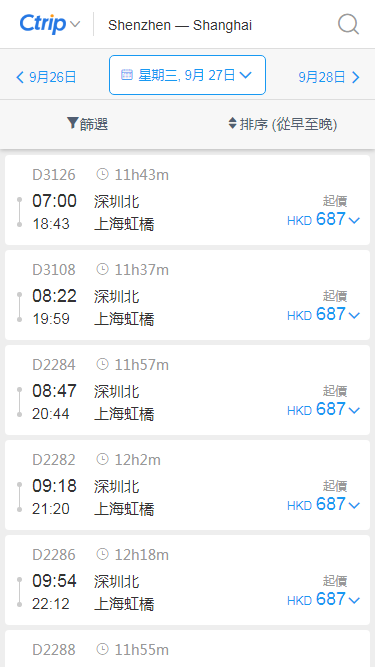 Ctrip Shenzhen — Shanghai
9月26日 星期三, 9月 27日 9月28日
篩選 排序 (從早至晚)
D3126 11h43m
07:00 深圳北 起價
18:43 上海虹橋 HKD 687
D3108 11h37m
08:22 深圳北 起價
19:59 上海虹橋 HKD 687
D2284 11h57m
08:47 深圳北 起價
20:44 上海虹橋 HKD 687
D2282 12h2m
09:18 深圳北 起價
21:20 上海虹橋 HKD 687
D2286 12h18m
09:54 深圳北 起價
22:12 上海虹橋 HKD 687
D2288 11h55m